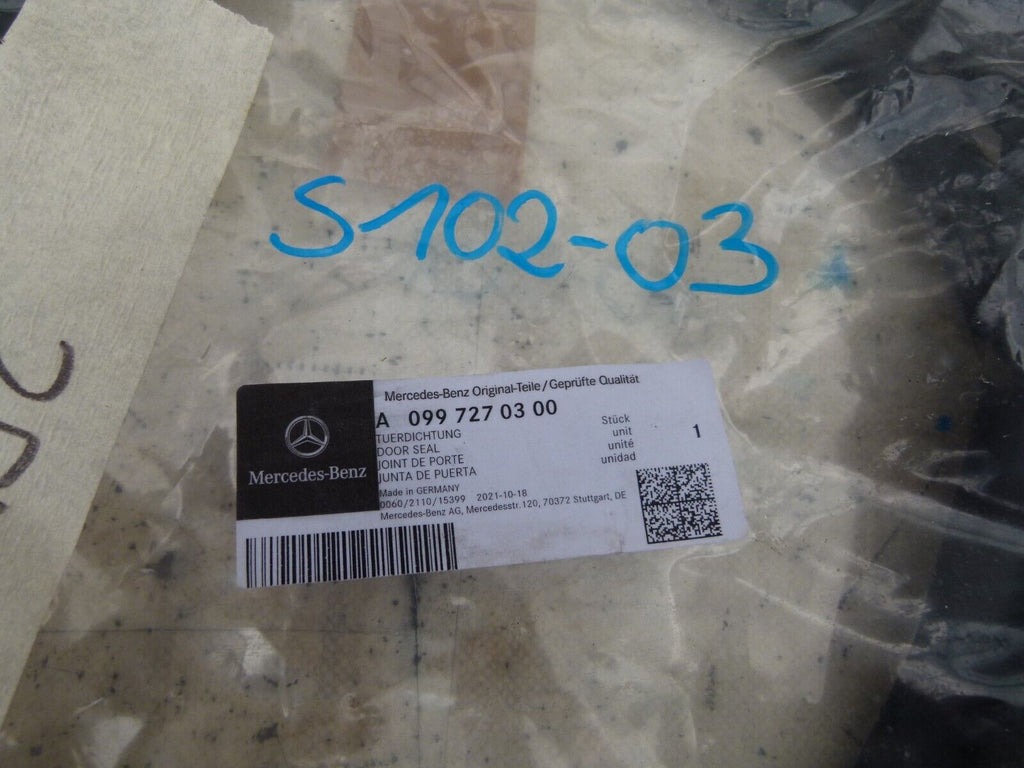 S-102-03
Mercedes-Benz Original-Teile/Geprüfte Qualität
A 099 727 03 00
TUERDICHTUNG
DOOR SEAL
JOINT DE PORTE
JUNTA DE PUERTA
Stück
unit
unité
unidad
1
Mercedes-Benz
Made in GERMANY
0060/2110/15399 2021-10-18
Mercedes-Benz AG, Mercedesstr.120, 70372 Stuttgart, DE